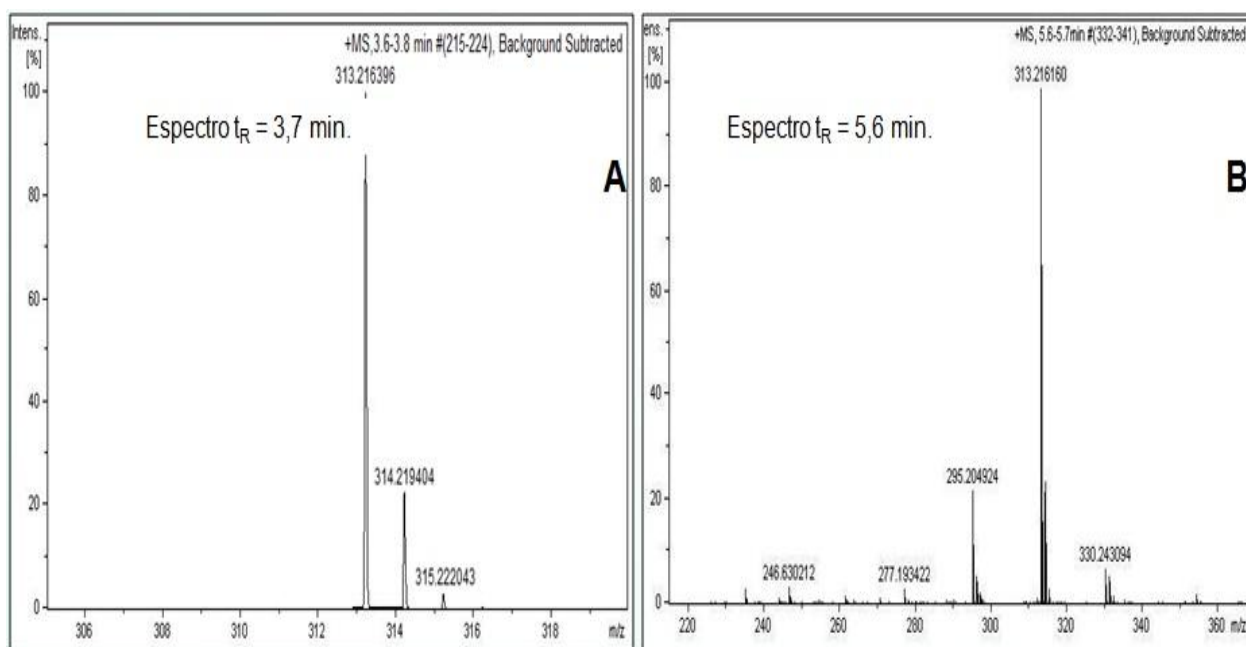 Intens.
[%]
+MS,3.6-3.8 min #(215-224), Background Subtracted
313.216396
100
Espectro tR = 3,7 min.
A
80
60
40
314.219404
20
315.222043
0
306 308 310 312 314 316 318 m/z
ens.
[%]
+MS, 5.6-5.7min #(332-341), Background Subtracted
313.216160
100
Espectro tR = 5,6 min.
B
80
60
40
295.204924
20
330.243094
246.630212
277.193422
0
220 240 260 280 300 320 340 360 m/z